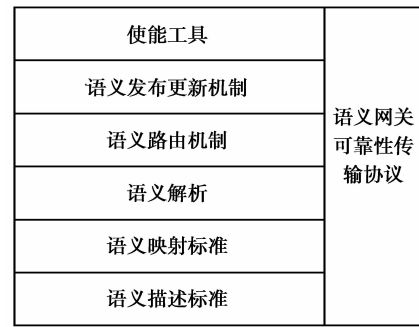 使能工具
语义发布更新机制
语义路由机制
语义解析
语义映射标准
语义描述标准
语义网关
可靠性传
输协议